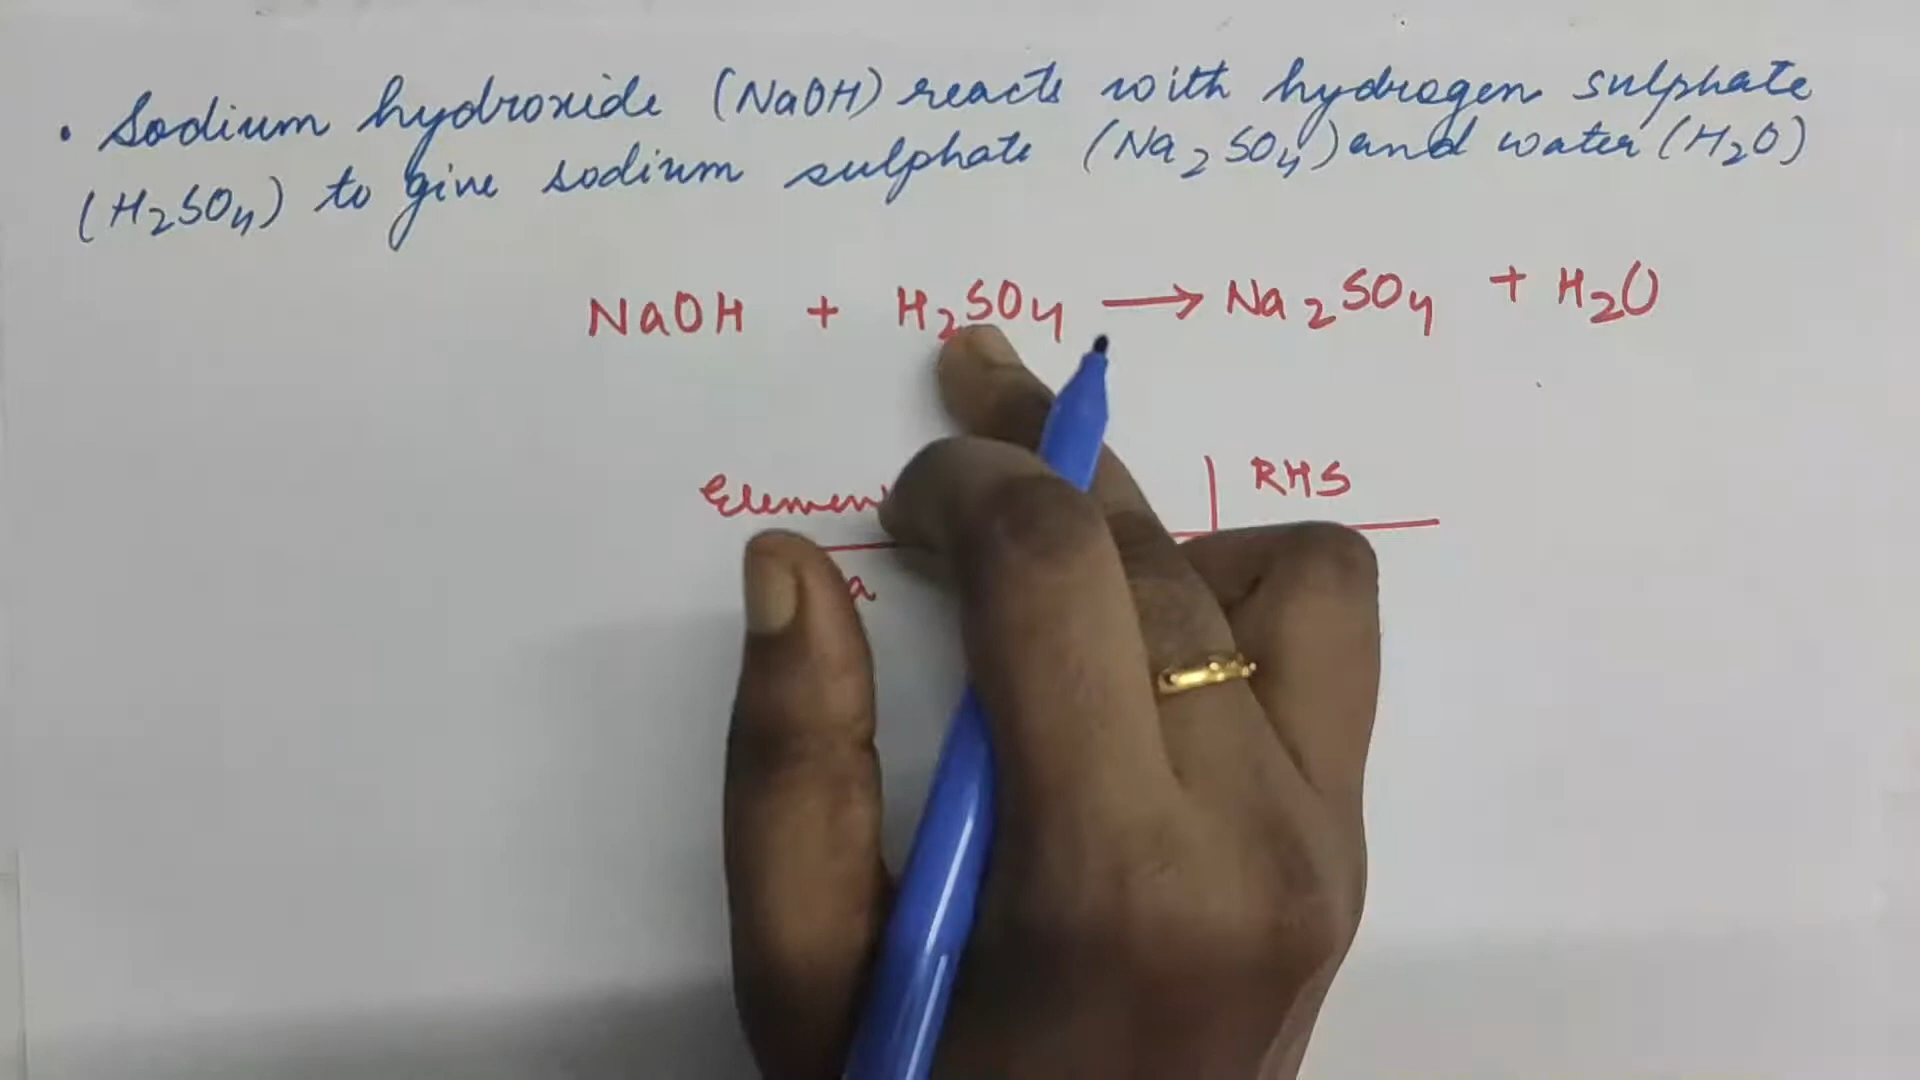 • Sodium hydroxide (NaOH) reacts with hydrogen sulphate
(H2SO4) to give sodium sulphate (Na2SO4) and water (H2O)
NaOH + H2SO4 → Na2SO4 + H2O
RHS